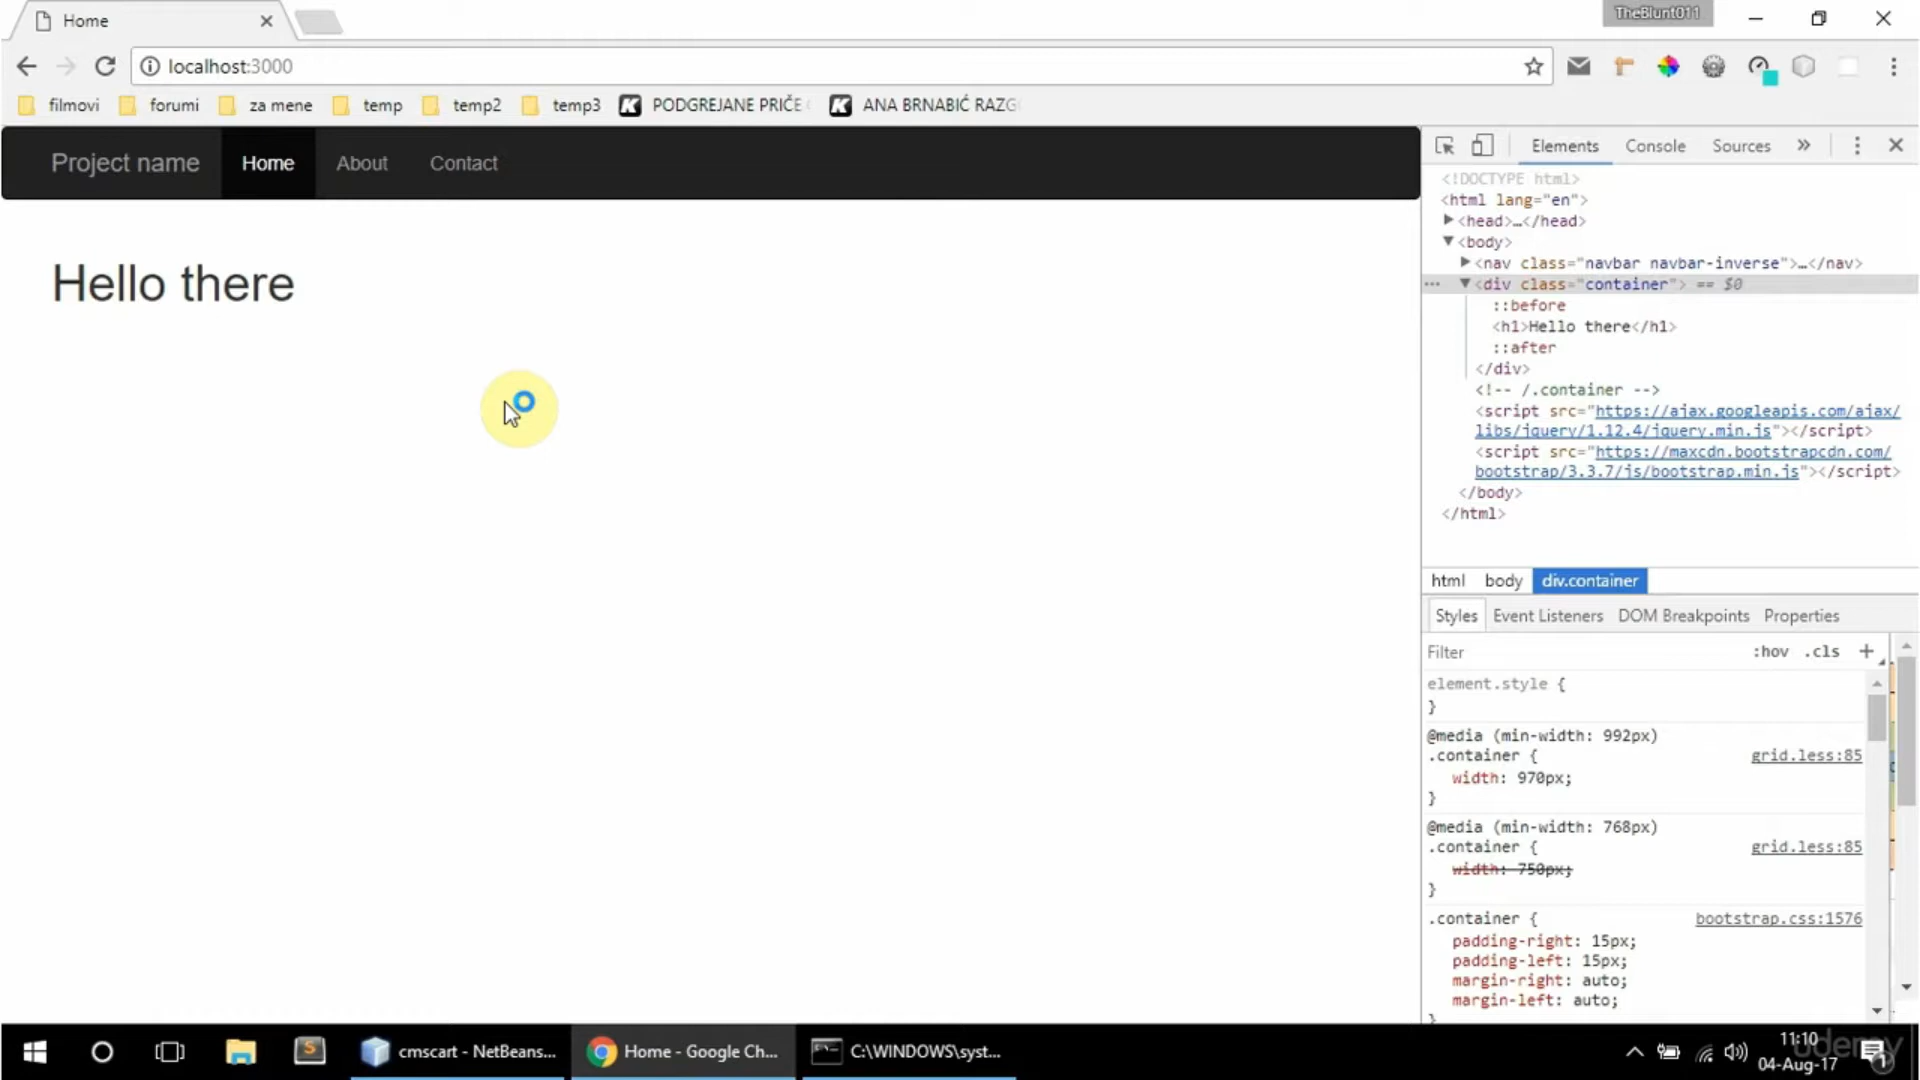 Home
TheBlunt011
localhost:3000
filmovi forumi za mene temp temp2 temp3 PODGREJANE PRIČE ANA BRNABIĆ RAZG
Project name Home About Contact
Hello there
Elements Console Sources »
<!DOCTYPE html>
<html lang="en">
<head>…</head>
<body>
<nav class="navbar navbar-inverse">…</nav>
<div class="container"> == $0
::before
<h1>Hello there</h1>
::after
</div>
<!-- /.container -->
<script src="https://ajax.googleapis.com/ajax/
libs/jquery/1.12.4/jquery.min.js"></script>
<script src="https://maxcdn.bootstrapcdn.com/
bootstrap/3.3.7/js/bootstrap.min.js"></script>
</body>
</html>
html body div.container
Styles Event Listeners DOM Breakpoints Properties
Filter :hov .cls +
element.style {
}
@media (min-width: 992px)
.container { grid.less:85
width: 970px;
}
@media (min-width: 768px)
.container { grid.less:85
width: 750px;
}
.container { bootstrap.css:1576
padding-right: 15px;
padding-left: 15px;
margin-right: auto;
margin-left: auto;
}
cmscart - NetBeans... Home - Google Ch... C:\WINDOWS\syst...
11:10
04-Aug-17
udemy
1